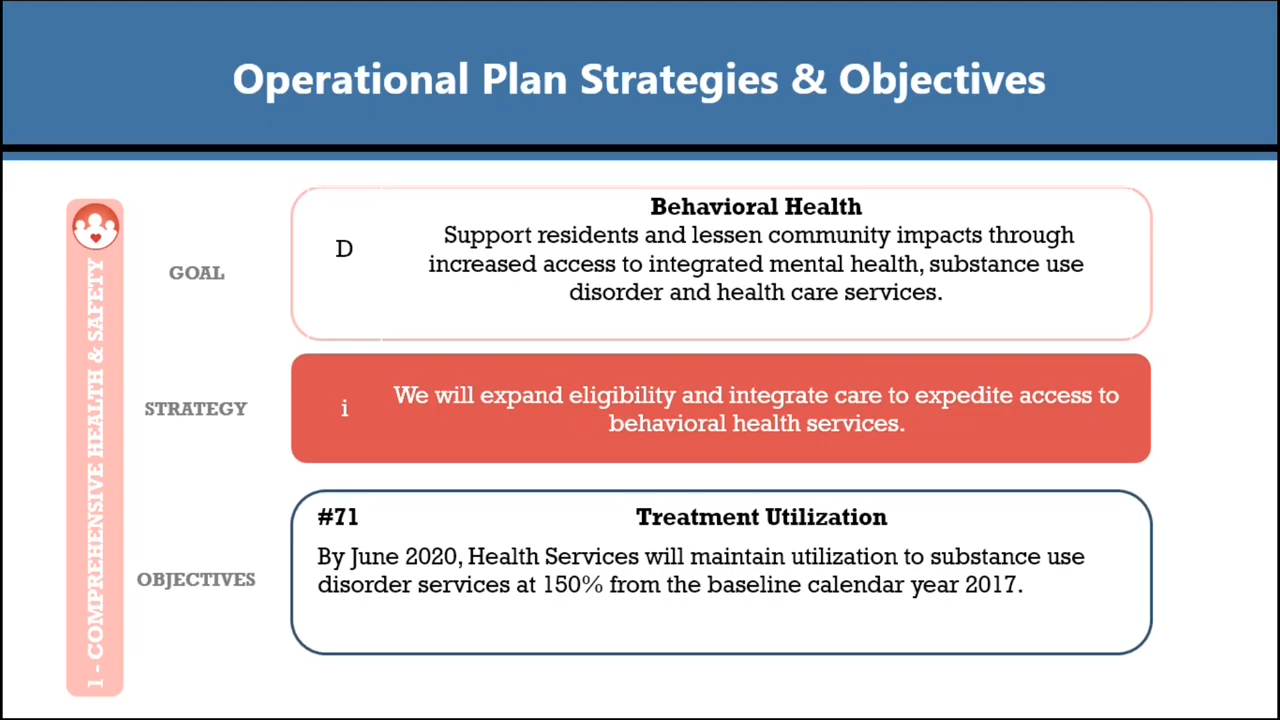 Operational Plan Strategies & Objectives
1 - COMPREHENSIVE HEALTH & SAFETY
GOAL
D
Behavioral Health
Support residents and lessen community impacts through
increased access to integrated mental health, substance use
disorder and health care services.
STRATEGY
i
We will expand eligibility and integrate care to expedite access to
behavioral health services.
OBJECTIVES
#71 Treatment Utilization
By June 2020, Health Services will maintain utilization to substance use
disorder services at 150% from the baseline calendar year 2017.